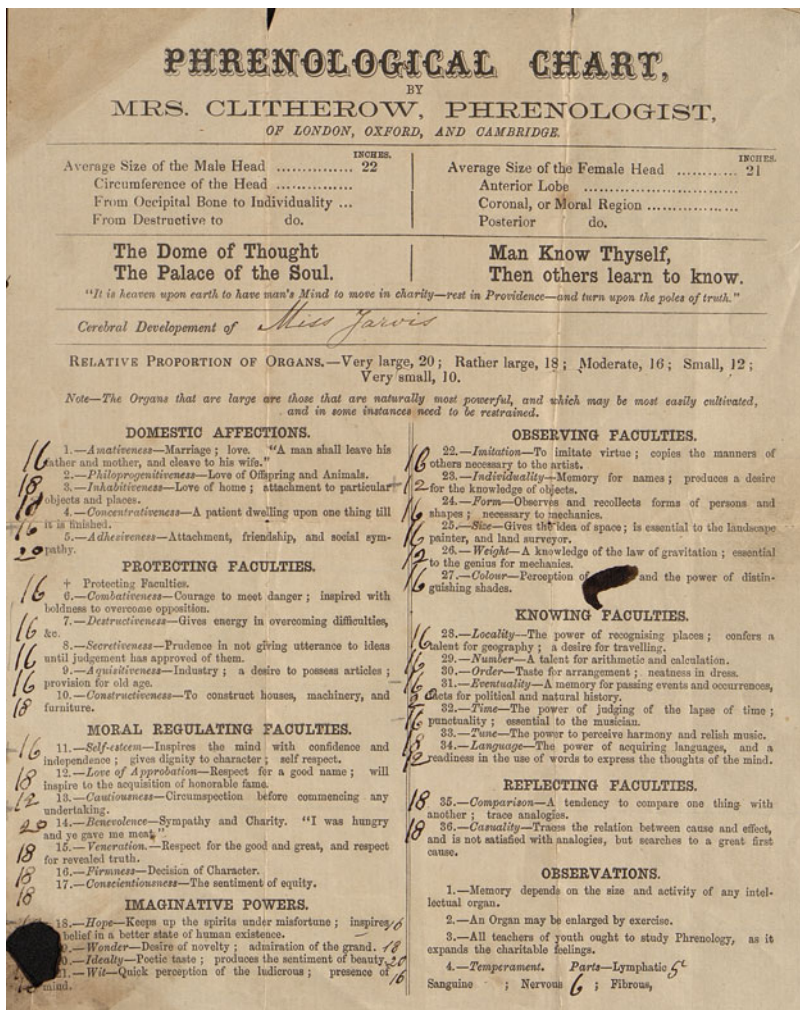 PHRENOLOGICAL CHART,
BY
MRS. CLITHEROW, PHRENOLOGIST,
OF LONDON, OXFORD, AND CAMBRIDGE.
INCHES.
Average Size of the Male Head ............... 22
Circumference of the Head ...............
From Occipital Bone to Individuality ...
From Destructive to do.
INCHES.
Average Size of the Female Head ............ 21
Anterior Lobe ...............................
Coronal, or Moral Region ..................
Posterior do.
The Dome of Thought
The Palace of the Soul.
Man Know Thyself,
Then others learn to know.
"It is heaven upon earth to have man's Mind to move in charity—rest in Providence—and turn upon the poles of truth."
Cerebral Developement of Miss Jarvis
RELATIVE PROPORTION OF ORGANS.—Very large, 20; Rather large, 18; Moderate, 16; Small, 12;
Very small, 10.
Note—The Organs that are large are those that are naturally most powerful, and which may be most easily cultivated,
and in some instances need to be restrained.
DOMESTIC AFFECTIONS.
16 1.—Amativeness—Marriage; love. "A man shall leave his
father and mother, and cleave to his wife."
18 2.—Philoprogenitiveness—Love of Offspring and Animals.
3.—Inhabitiveness—Love of home; attachment to particular
18 objects and places.
4.—Concentrativeness—A patient dwelling upon one thing till
16 it is finished.
5.—Adhesiveness—Attachment, friendship, and social sym-
20 pathy.
PROTECTING FACULTIES.
+ Protecting Faculties.
16 6.—Combativeness—Courage to meet danger; inspired with
boldness to overcome opposition.
7.—Destructiveness—Gives energy in overcoming difficulties,
16 &c.
8.—Secretiveness—Prudence in not giving utterance to ideas
16 until judgement has approved of them.
9.—Aquisitiveness—Industry; a desire to possess articles;
16 provision for old age.
10.—Constructiveness—To construct houses, machinery, and
18 furniture.
MORAL REGULATING FACULTIES.
16 11.—Self-esteem—Inspires the mind with confidence and
independence; gives dignity to character; self respect.
18 12.—Love of Approbation—Respect for a good name; will
inspire to the acquisition of honorable fame.
12 13.—Cautiousness—Circumspection before commencing any
undertaking.
20 14.—Benevolence—Sympathy and Charity. "I was hungry
and ye gave me meat."
18 15.—Veneration.—Respect for the good and great, and respect
for revealed truth.
18 16.—Firmness—Decision of Character.
18 17.—Conscientiousness—The sentiment of equity.
IMAGINATIVE POWERS.
18.—Hope—Keeps up the spirits under misfortune; inspires 16
belief in a better state of human existence.
Wonder—Desire of novelty; admiration of the grand. 18
Idealty—Poetic taste; produces the sentiment of beauty. 20
Wit—Quick perception of the ludicrous; presence of
mind. 16
OBSERVING FACULTIES.
16 22.—Imitation—To imitate virtue; copies the manners of
others necessary to the artist.
12 23.—Individuality—Memory for names; produces a desire
for the knowledge of objects.
16 24.—Form—Observes and recollects forms of persons and
shapes; necessary to mechanics.
16 25.—Size—Gives the idea of space; is essential to the landscape
painter, and land surveyor.
12 26.—Weight—A knowledge of the law of gravitation; essential
to the genius for mechanics.
16 27.—Colour—Perception of and the power of distin-
guishing shades.
KNOWING FACULTIES.
16 28.—Locality—The power of recognising places; confers a
talent for geography; a desire for travelling.
29.—Number—A talent for arithmetic and calculation.
30.—Order—Taste for arrangement; neatness in dress.
31.—Eventuality—A memory for passing events and occurrences,
facts for political and natural history.
32.—Time—The power of judging of the lapse of time;
16 punctuality; essential to the musician.
18 33.—Tune—The power to perceive harmony and relish music.
34.—Language—The power of acquiring languages, and a
12 readiness in the use of words to express the thoughts of the mind.
REFLECTING FACULTIES.
18 35.—Comparison—A tendency to compare one thing with
another; trace analogies.
18 36.—Casuality—Traces the relation between cause and effect,
and is not satisfied with analogies, but searches to a great first
cause.
OBSERVATIONS.
1.—Memory depends on the size and activity of any intel-
lectual organ.
2.—An Organ may be enlarged by exercise.
3.—All teachers of youth ought to study Phrenology, as it
expands the charitable feelings.
4.—Temperament. Parts—Lymphatic
Sanguine ; Nervous 6; Fibrous,